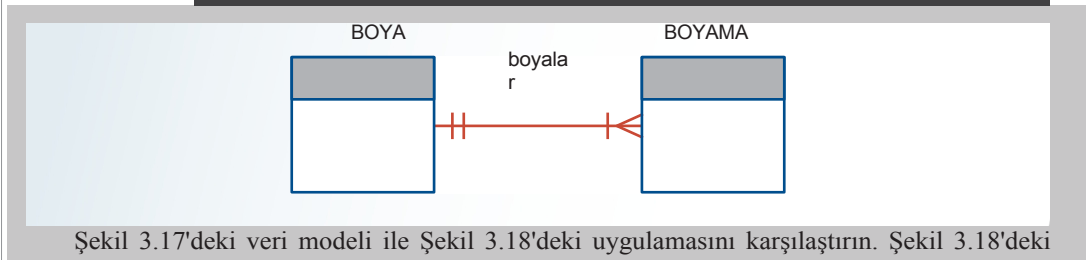 BOYA BOYAMA
boyala
r
Şekil 3.17'deki veri modeli ile Şekil 3.18'deki uygulamasını karşılaştırın. Şekil 3.18'deki